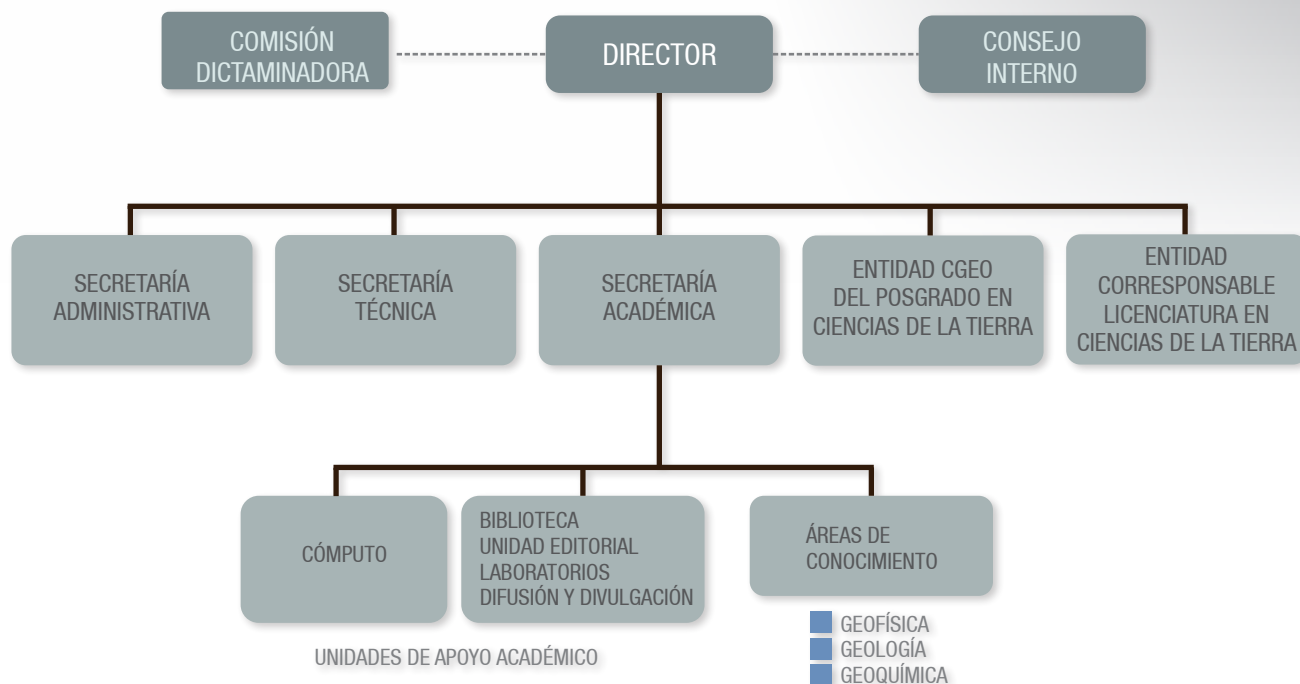 COMISIÓN
DICTAMINADORA
DIRECTOR
CONSEJO
INTERNO
SECRETARÍA
ADMINISTRATIVA
SECRETARÍA
TÉCNICA
SECRETARÍA
ACADÉMICA
ENTIDAD CGEO
DEL POSGRADO EN
CIENCIAS DE LA TIERRA
ENTIDAD
CORRESPONSABLE
LICENCIATURA EN
CIENCIAS DE LA TIERRA
CÓMPUTO
BIBLIOTECA
UNIDAD EDITORIAL
LABORATORIOS
DIFUSIÓN Y DIVULGACIÓN
ÁREAS DE
CONOCIMIENTO
UNIDADES DE APOYO ACADÉMICO
GEOFÍSICA
GEOLOGÍA
GEOQUÍMICA